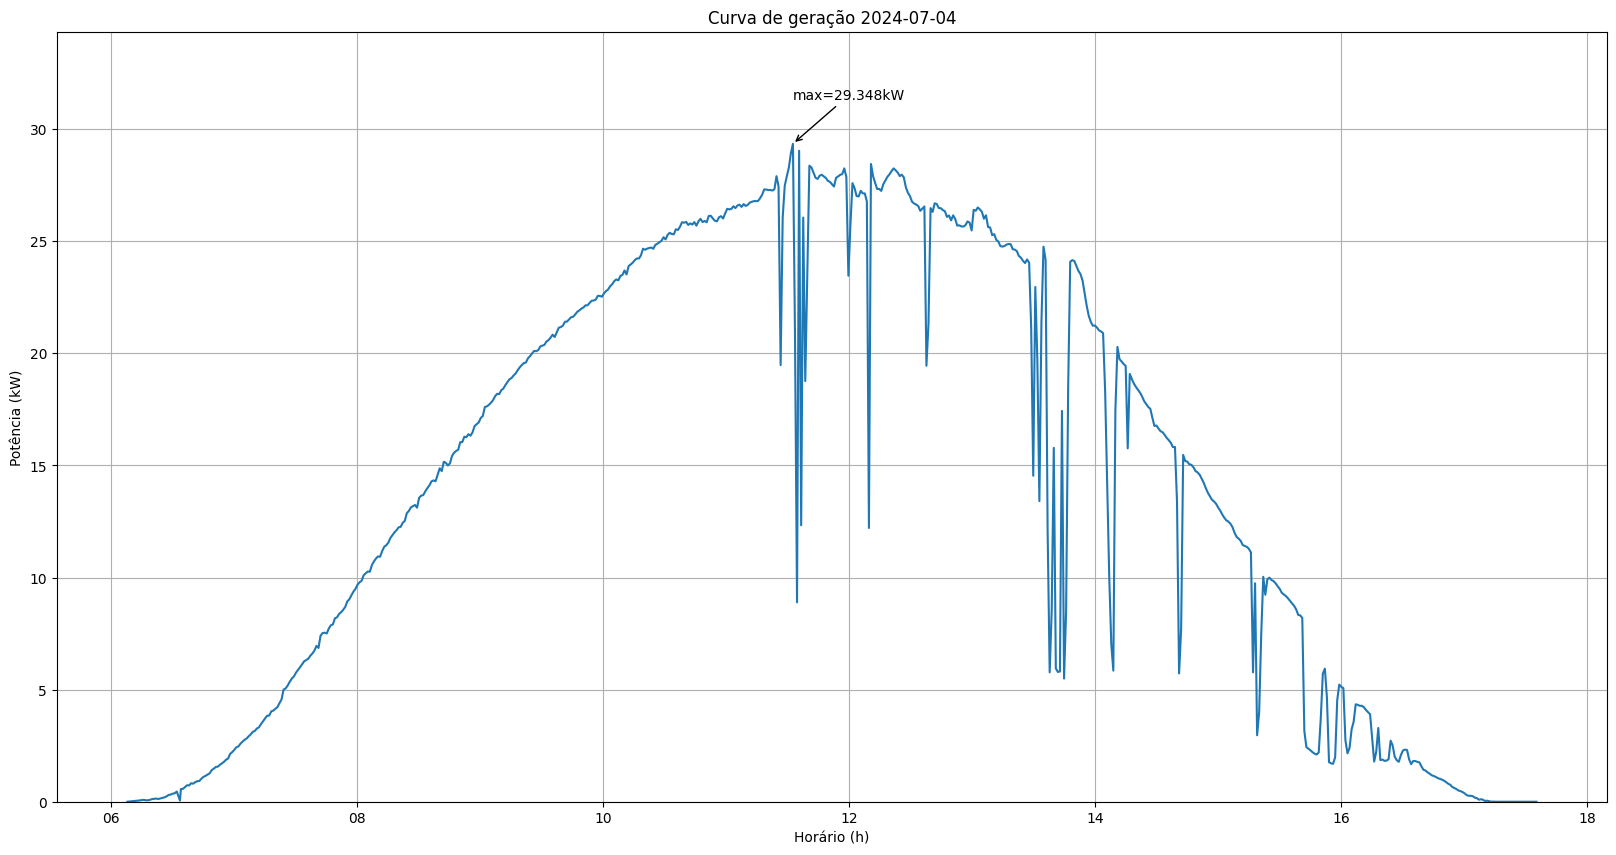 Curva de geração 2024-07-04
max=29.348kW
30
25
20
15
10
5
0
Potência (kW)
06 08 10 12 14 16 18
Horário (h)